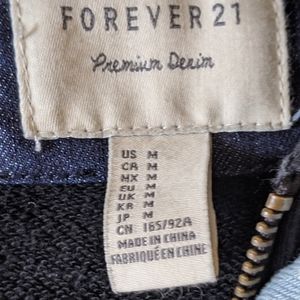 FOREVER 21
Premium Denim
US M
CA M
MX M
EU M
UK M
KR M
JP M
CN 165/92A
MADE IN CHINA
FABRIQUÉ EN CHINE